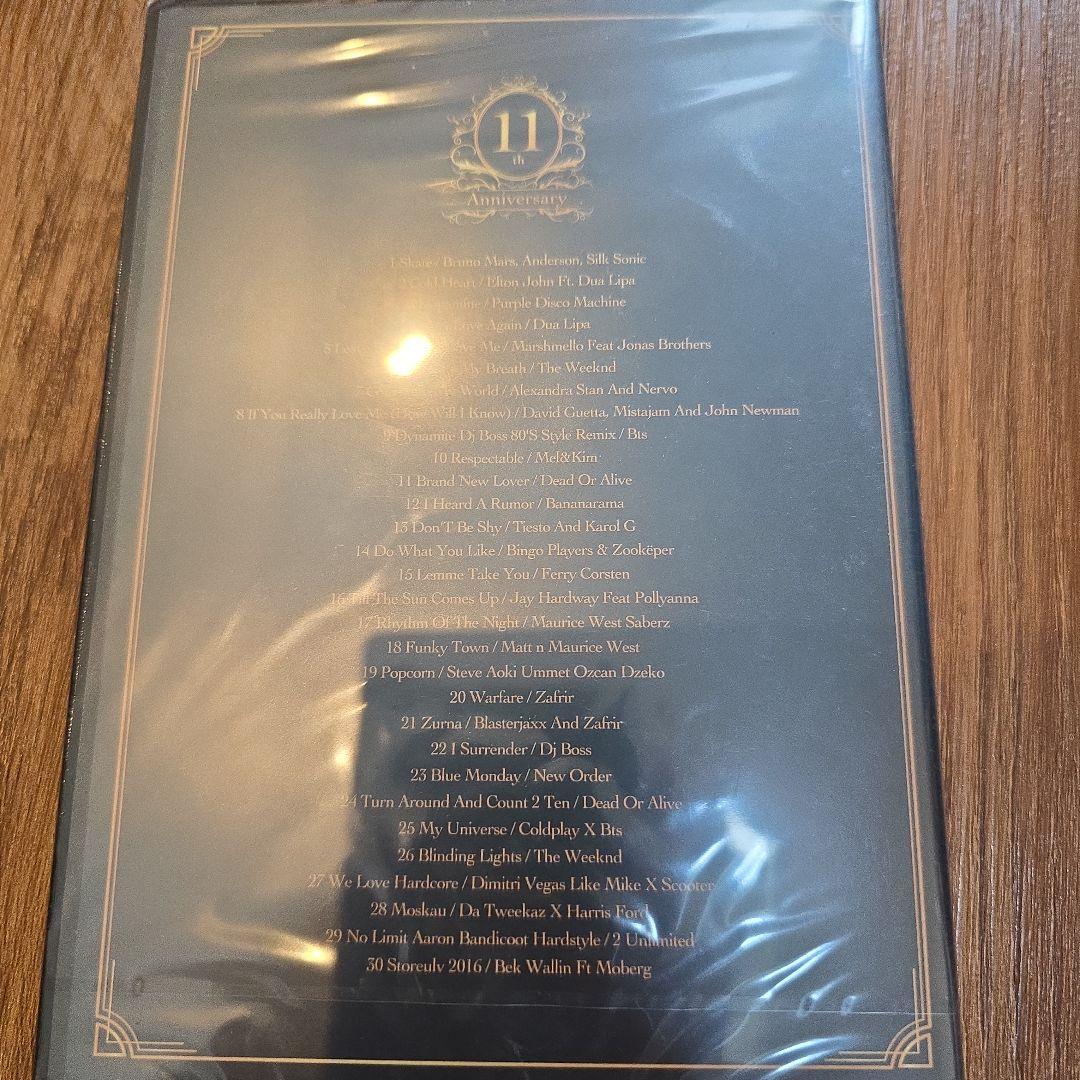 11
th
Anniversary
1 Skate / Bruno Mars, Anderson, Silk Sonic
2 Cold Heart / Elton John Ft. Dua Lipa
/ Purple Disco Machine
Again / Dua Lipa
Me / Marshmello Feat Jonas Brothers
My Breath / The Weeknd
World / Alexandra Stan And Nervo
8 If You Really Love Me (How Will I Know) / David Guetta, Mistajam And John Newman
9 Dynamite Dj Boss 80'S Style Remix / Bts
10 Respectable / Mel&Kim
11 Brand New Lover / Dead Or Alive
12 I Heard A Rumor / Bananarama
13 Don'T Be Shy / Tiesto And Karol G
14 Do What You Like / Bingo Players & Zookëper
15 Lemme Take You / Ferry Corsten
16 Till The Sun Comes Up / Jay Hardway Feat Pollyanna
17 Rhythm Of The Night / Maurice West Saberz
18 Funky Town / Matt n Maurice West
19 Popcorn / Steve Aoki Ummet Ozcan Dzeko
20 Warfare / Zafrir
21 Zurna / Blasterjaxx And Zafrir
22 I Surrender / Dj Boss
23 Blue Monday / New Order
24 Turn Around And Count 2 Ten / Dead Or Alive
25 My Universe / Coldplay X Bts
26 Blinding Lights / The Weeknd
27 We Love Hardcore / Dimitri Vegas Like Mike X Scooter
28 Moskau / Da Tweekaz X Harris Ford
29 No Limit Aaron Bandicoot Hardstyle / 2 Unlimited
30 Storeulv 2016 / Bek Wallin Ft Moberg